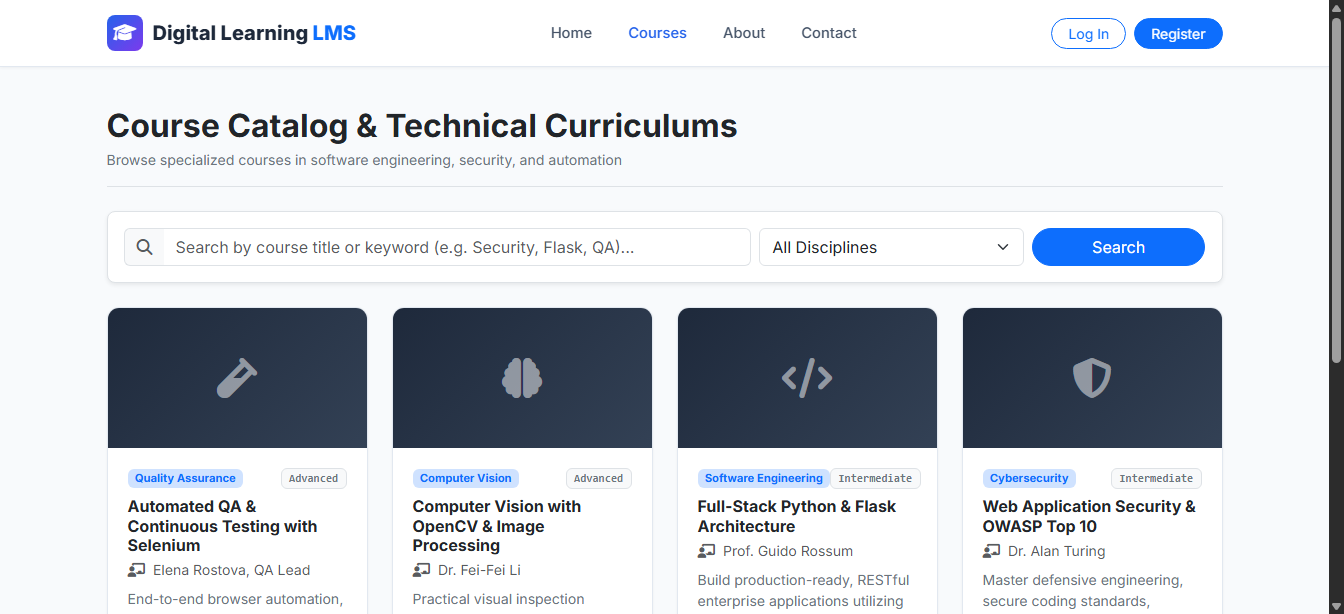 Digital Learning LMS
Home
Courses
About
Contact
Log In
Register
Course Catalog & Technical Curriculums
Browse specialized courses in software engineering, security, and automation
Search by course title or keyword (e.g. Security, Flask, QA)...
All Disciplines
Search
Quality Assurance
Advanced
Automated QA &
Continuous Testing with
Selenium
Elena Rostova, QA Lead
End-to-end browser automation,
Computer Vision
Advanced
Computer Vision with
OpenCV & Image
Processing
Dr. Fei-Fei Li
Practical visual inspection
Software Engineering
Intermediate
Full-Stack Python & Flask
Architecture
Prof. Guido Rossum
Build production-ready, RESTful
enterprise applications utilizing
Cybersecurity
Intermediate
Web Application Security &
OWASP Top 10
Dr. Alan Turing
Master defensive engineering,
secure coding standards,